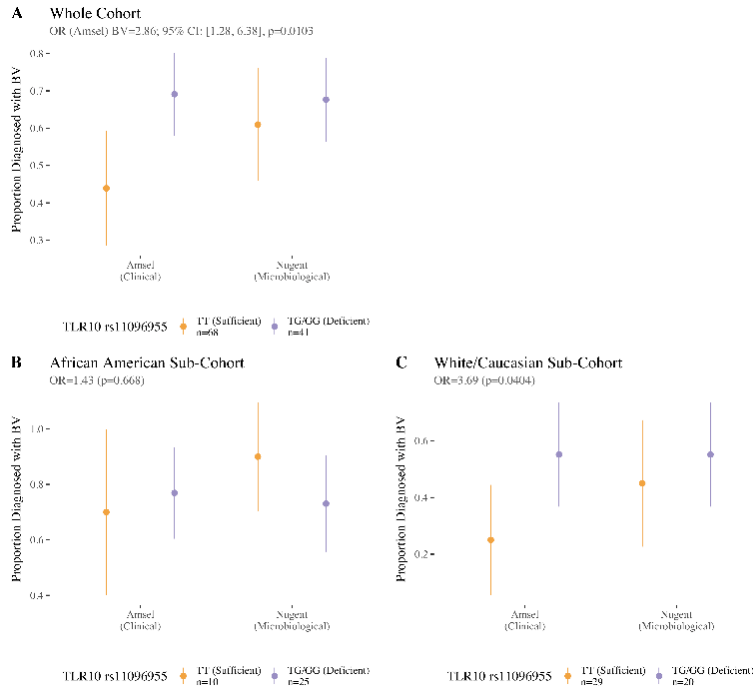 A Whole Cohort
OR (Amsel) BV=2.86; 95% CI: [1.28, 6.38], p=0.0103
Proportion Diagnosed with BV
0.8
0.7
0.6
0.5
0.4
0.3
Amsel
(Clinical)
Nugent
(Microbiological)
TLR10 rs11096955
TT (Sufficient)
n=68
TG/GG (Deficient)
n=41
B African American Sub-Cohort
OR=1.43 (p=0.668)
Proportion Diagnosed with BV
1.0
0.8
0.6
0.4
Amsel
(Clinical)
Nugent
(Microbiological)
TLR10 rs11096955
TT (Sufficient)
n=10
TG/GG (Deficient)
n=25
C White/Caucasian Sub-Cohort
OR=3.69 (p=0.0404)
Proportion Diagnosed with BV
0.6
0.4
0.2
Amsel
(Clinical)
Nugent
(Microbiological)
TLR10 rs11096955
TT (Sufficient)
n=29
TG/GG (Deficient)
n=20